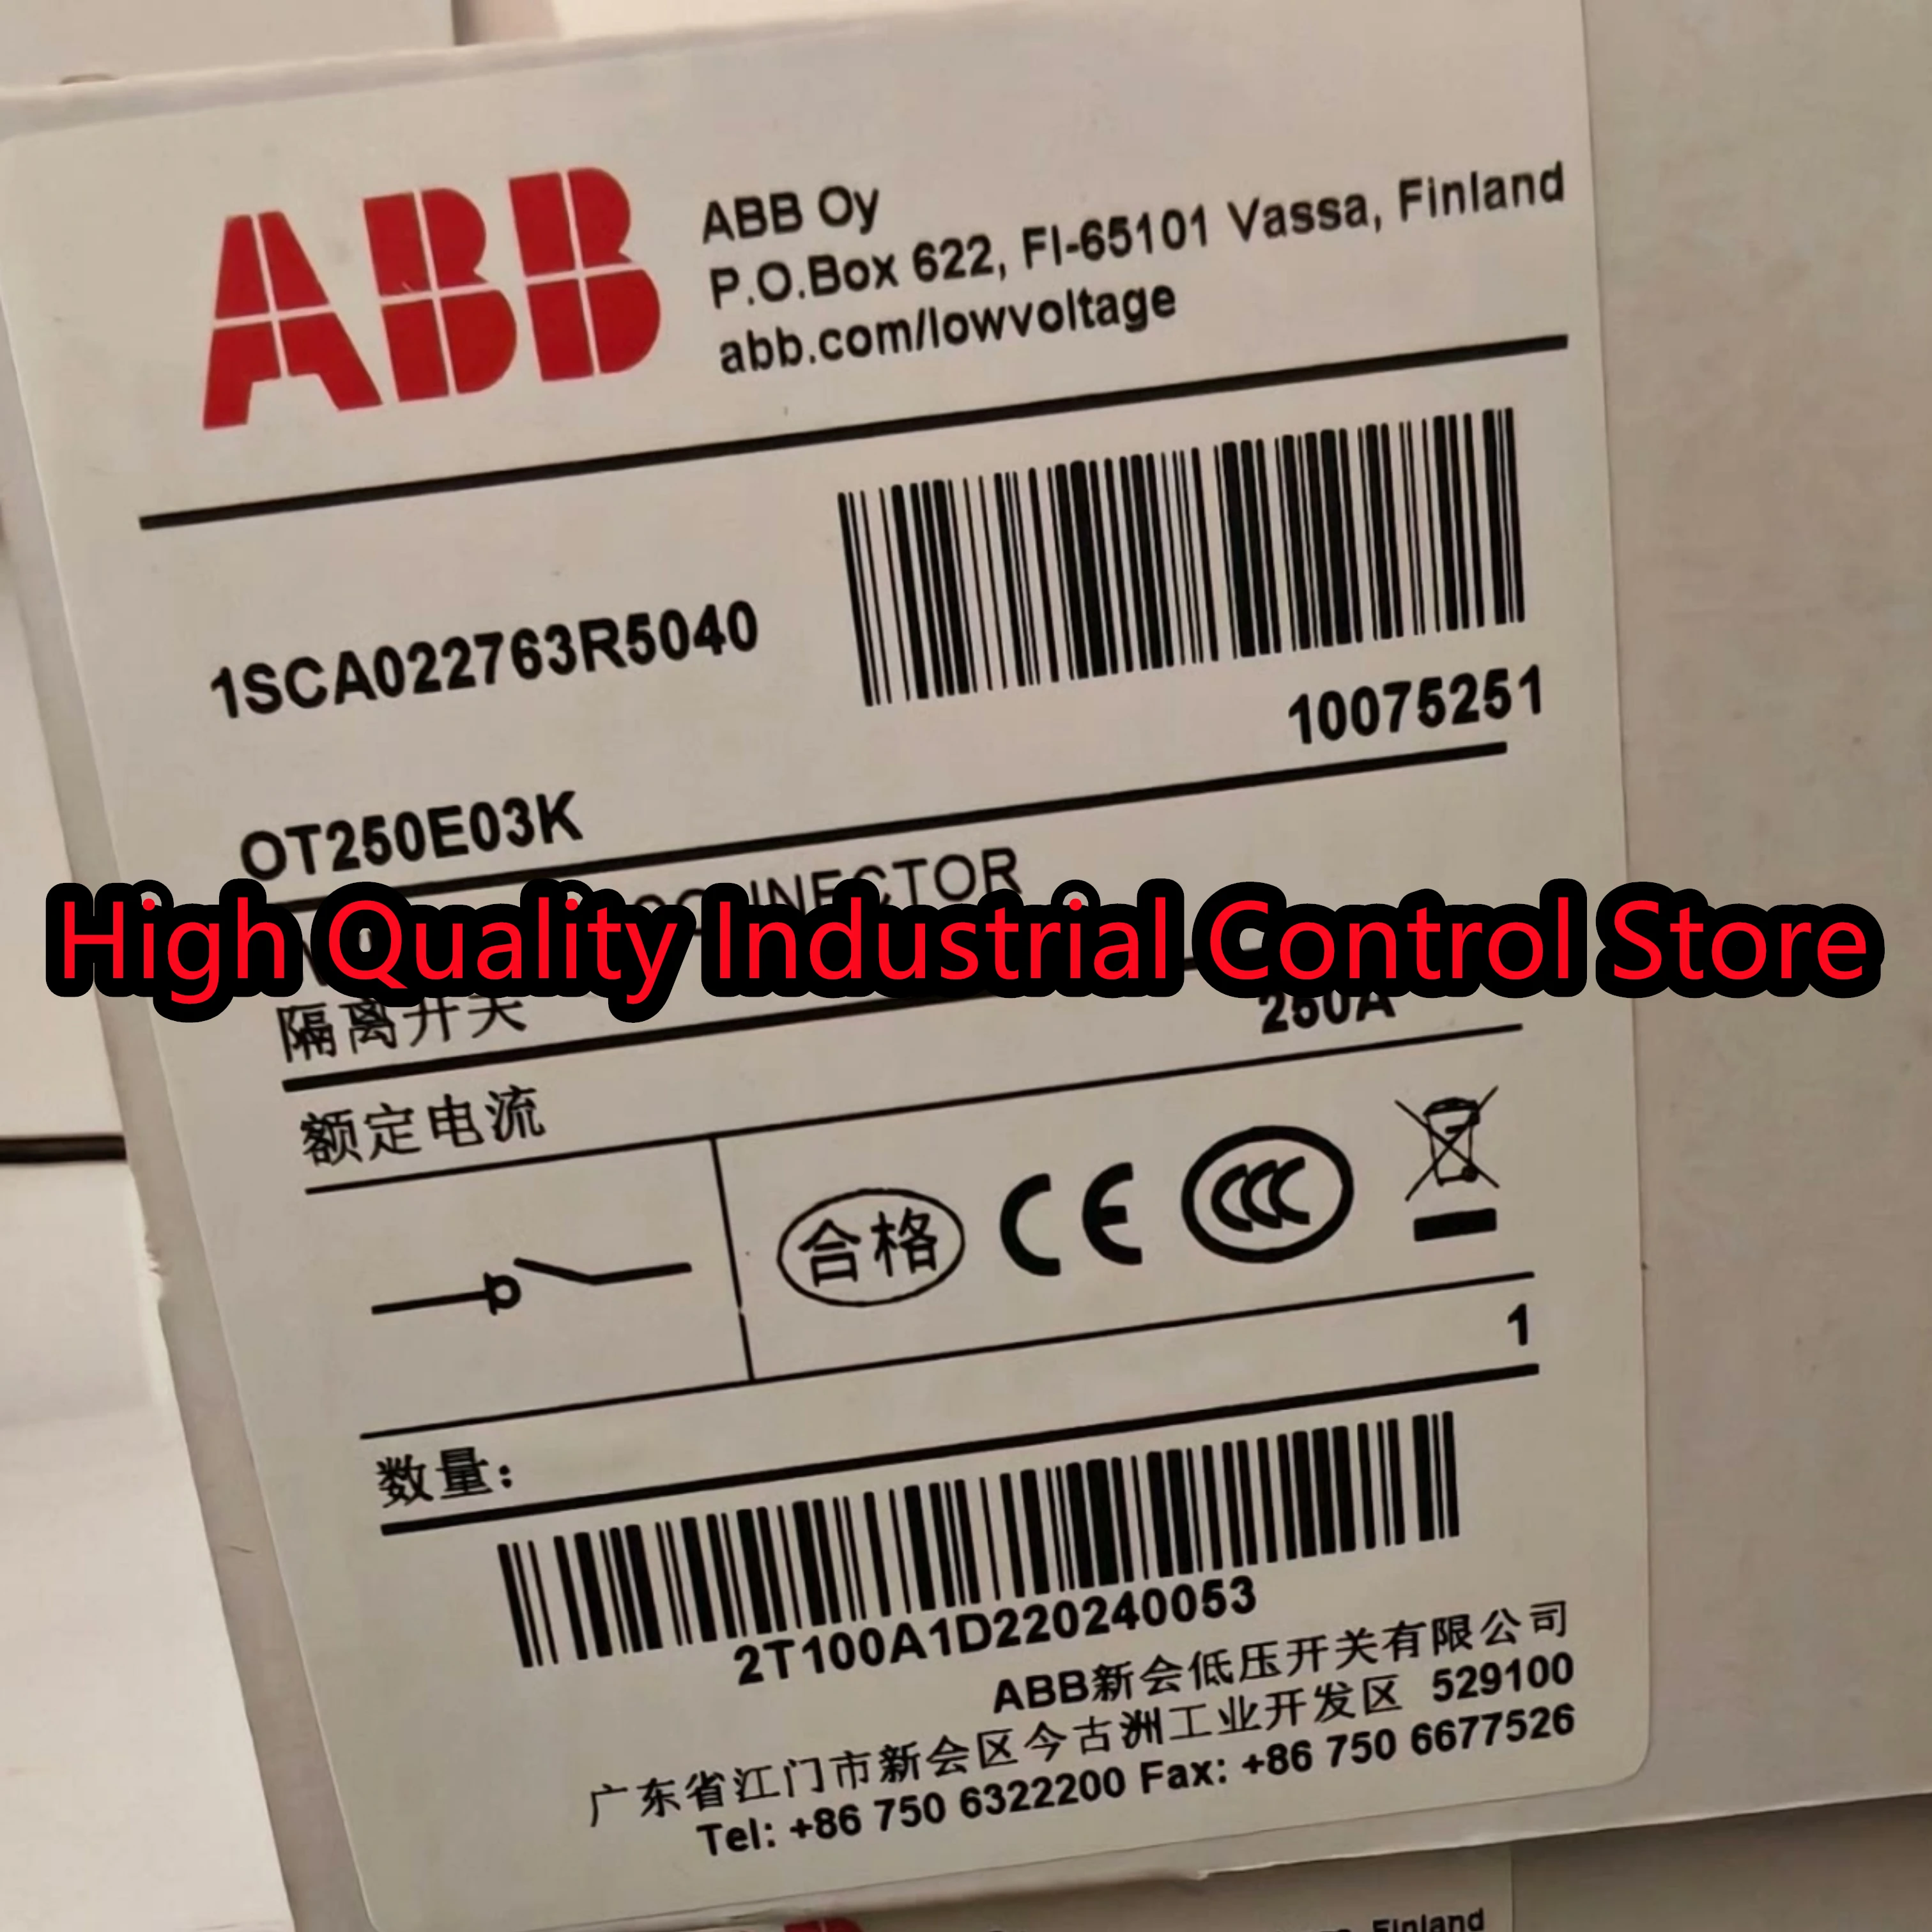 ABB
ABB Oy
P.O.Box 622, FI-65101 Vassa, Finland
abb.com/lowvoltage
1SCA022763R5040
10075251
OT250E03K
High Quality Industrial Control Store
隔离开关
250A
额定电流
合格
CE
CCC
1
数量:
2T100A1D220240053
ABB新会低压开关有限公司
广东省江门市新会区今古洲工业开发区 529100
Tel: +86 750 6322200 Fax: +86 750 6677526
Finland